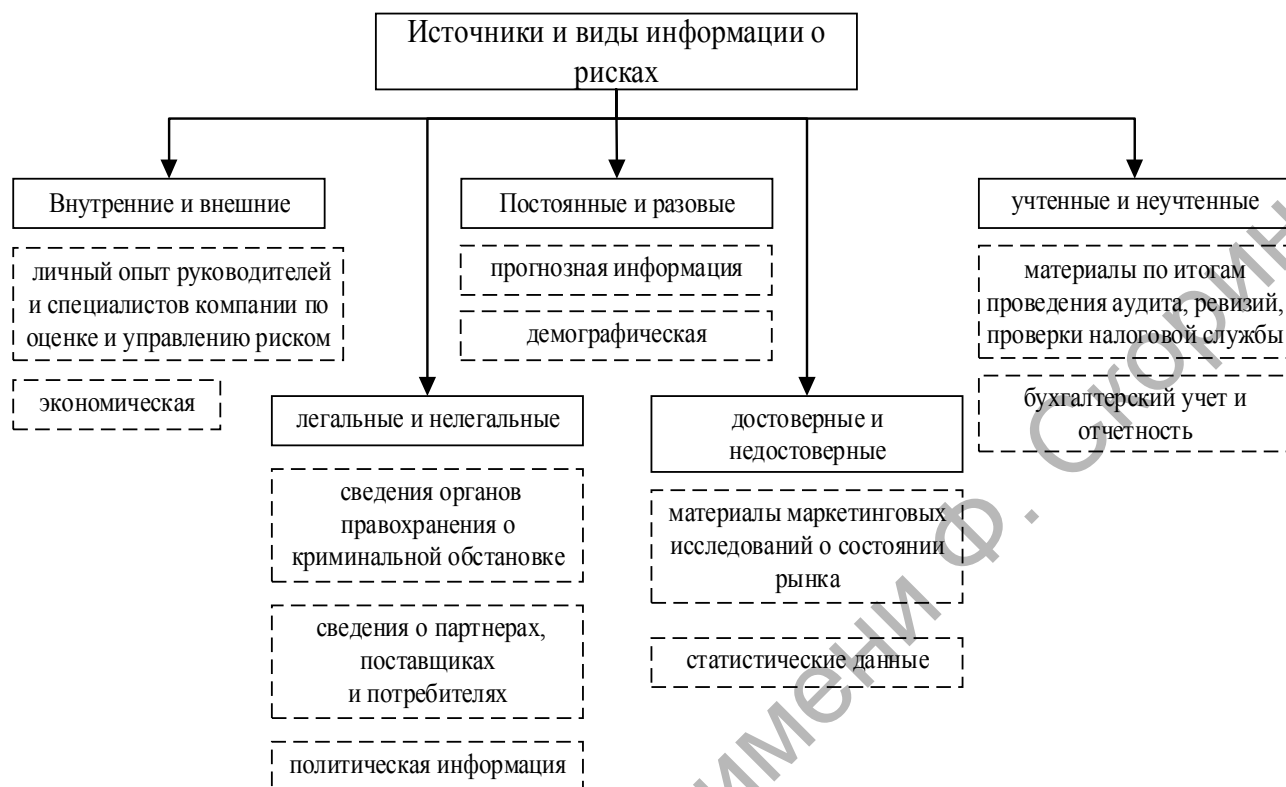 Источники и виды информации о
рисках
Внутренние и внешние
личный опыт руководителей
и специалистов компании по
оценке и управлению риском
экономическая
легальные и нелегальные
сведения органов
правохранения о
криминальной обстановке
сведения о партнерах,
поставщиках
и потребителях
политическая информация
Постоянные и разовые
прогнозная информация
демографическая
достоверные и
недостоверные
материалы маркетинговых
исследований о состоянии
рынка
статистические данные
учтенные и неучтенные
материалы по итогам
проведения аудита, ревизий,
проверки налоговой службы
бухгалтерский учет и
отчетность
имени Ф. Скорин